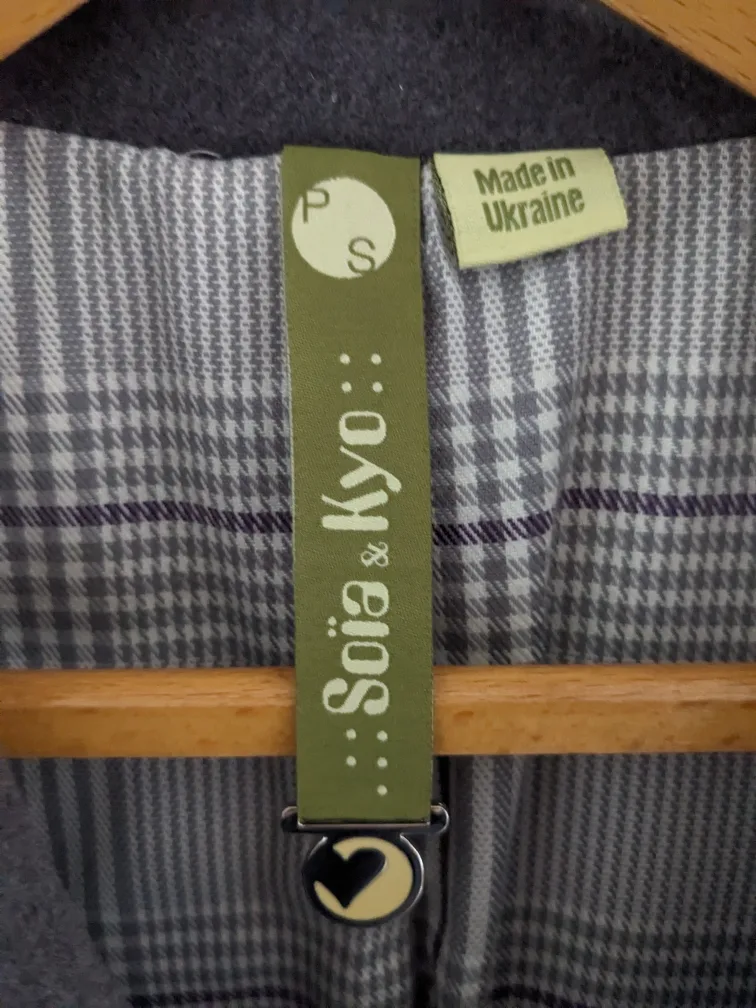 P S
Made in
Ukraine
Soïa & Kyo